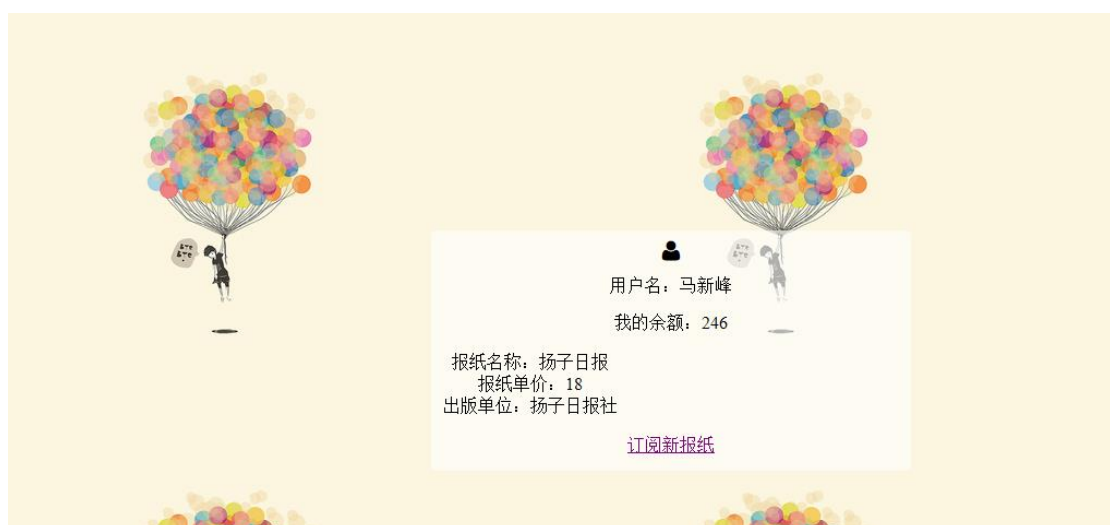 用户名：马新峰
我的余额：246
报纸名称：扬子日报
报纸单价：18
出版单位：扬子日报社
订阅新报纸